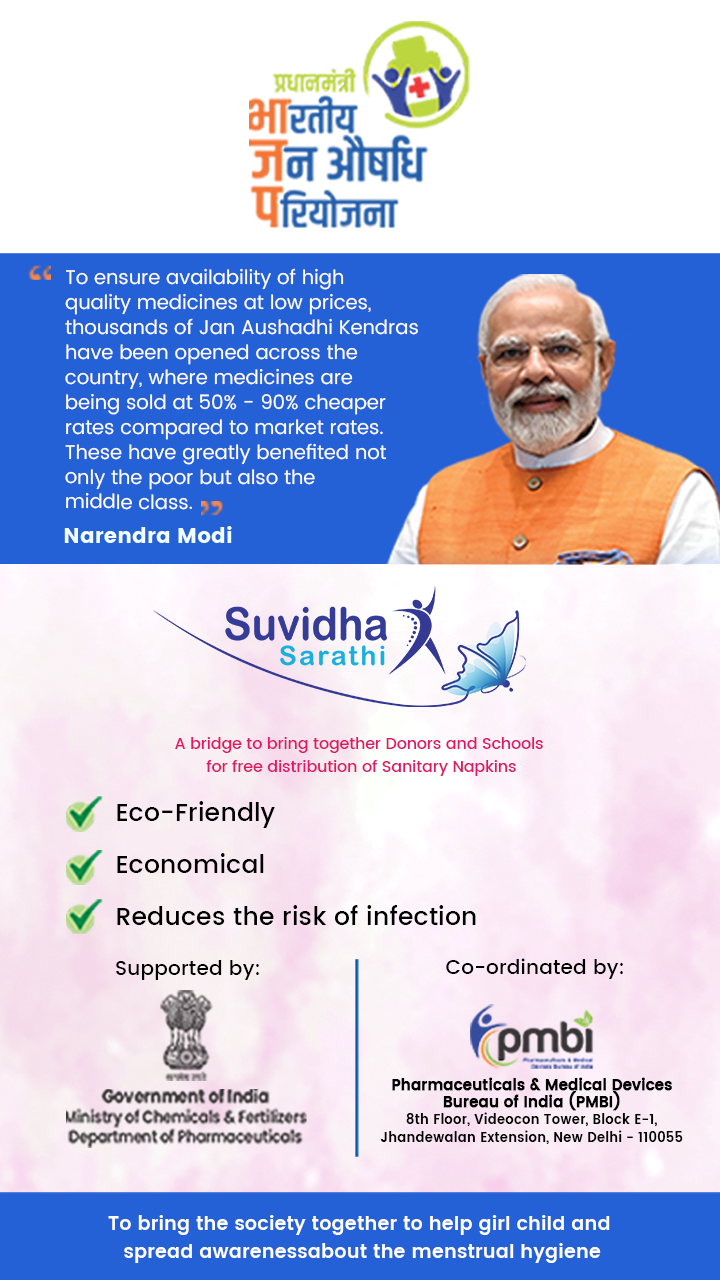 प्रधानमंत्री
भारतीय
जन औषधि
परियोजना
“ To ensure availability of high
quality medicines at low prices,
thousands of Jan Aushadhi Kendras
have been opened across the
country, where medicines are
being sold at 50% - 90% cheaper
rates compared to market rates.
These have greatly benefited not
only the poor but also the
middle class. ”
Narendra Modi
Suvidha
Sarathi
A bridge to bring together Donors and Schools
for free distribution of Sanitary Napkins
Eco-Friendly
Economical
Reduces the risk of infection
Supported by:
सत्यमेव जयते
Government of India
Ministry of Chemicals & Fertilizers
Department of Pharmaceuticals
Co-ordinated by:
pmbi
Pharmaceuticals & Medical
Devices Bureau of India
Pharmaceuticals & Medical Devices
Bureau of India (PMBI)
8th Floor, Videocon Tower, Block E-1,
Jhandewalan Extension, New Delhi - 110055
To bring the society together to help girl child and
spread awarenessabout the menstrual hygiene